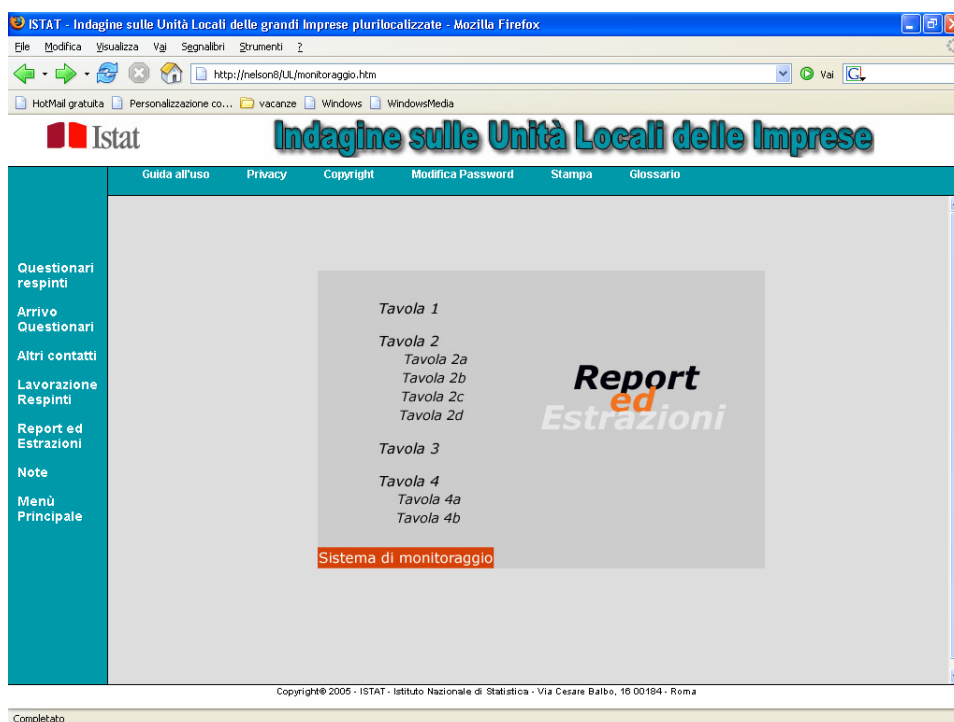 ISTAT - Indagine sulle Unità Locali delle grandi Imprese plurilocalizzate - Mozilla Firefox
File Modifica Visualizza Vai Segnalibri Strumenti ?
http://nelson8/UL/monitoraggio.htm Vai G
HotMail gratuita Personalizzazione co... vacanze Windows WindowsMedia
Istat Indagine sulle Unità Locali delle Imprese
Guida all'uso Privacy Copyright Modifica Password Stampa Glossario
Questionari
respinti
Arrivo
Questionari
Altri contatti
Lavorazione
Respinti
Report ed
Estrazioni
Note
Menù
Principale
Tavola 1
Tavola 2
Tavola 2a
Tavola 2b
Tavola 2c
Tavola 2d
Tavola 3
Tavola 4
Tavola 4a
Tavola 4b
Report
ed
Estrazioni
Sistema di monitoraggio
Copyright® 2005 - ISTAT - Istituto Nazionale di Statistica - Via Cesare Balbo, 16 00184 - Roma
Completato